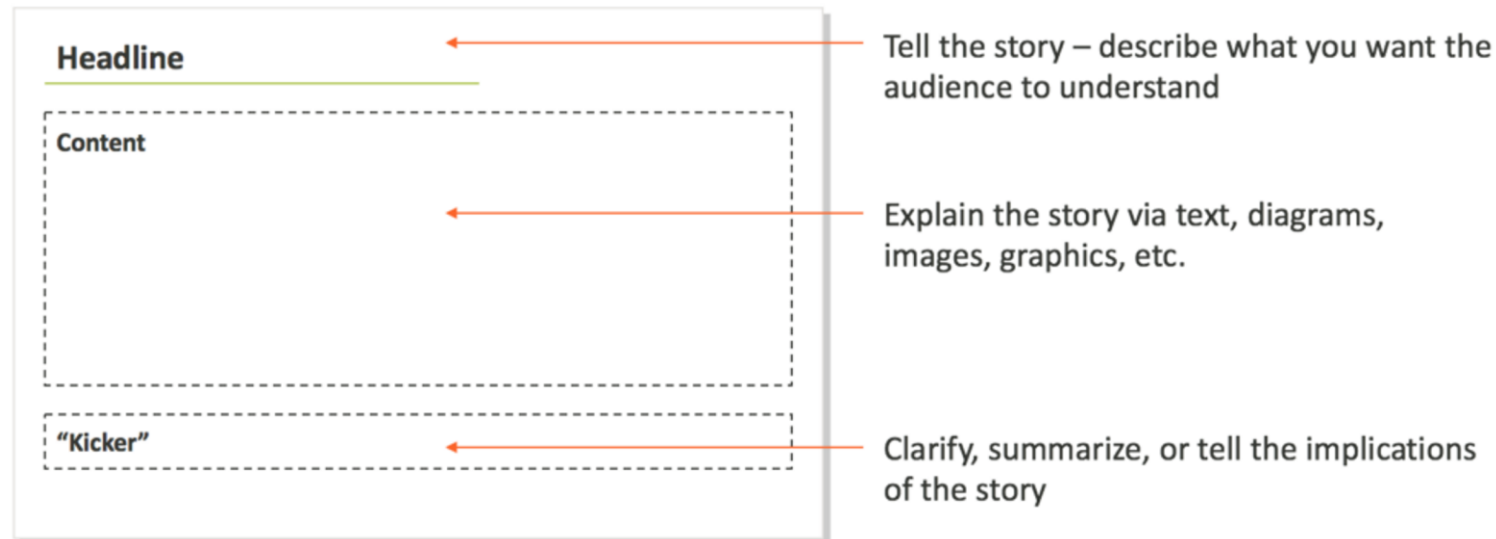 Headline
Tell the story – describe what you want the
audience to understand
Content
Explain the story via text, diagrams,
images, graphics, etc.
“Kicker”
Clarify, summarize, or tell the implications
of the story